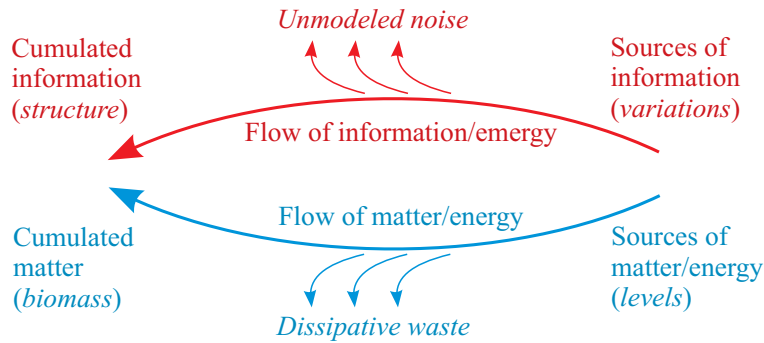 Unmodeled noise
Cumulated
information
(structure)
Sources of
information
(variations)
Flow of information/emergy
Flow of matter/energy
Cumulated
matter
(biomass)
Sources of
matter/energy
(levels)
Dissipative waste